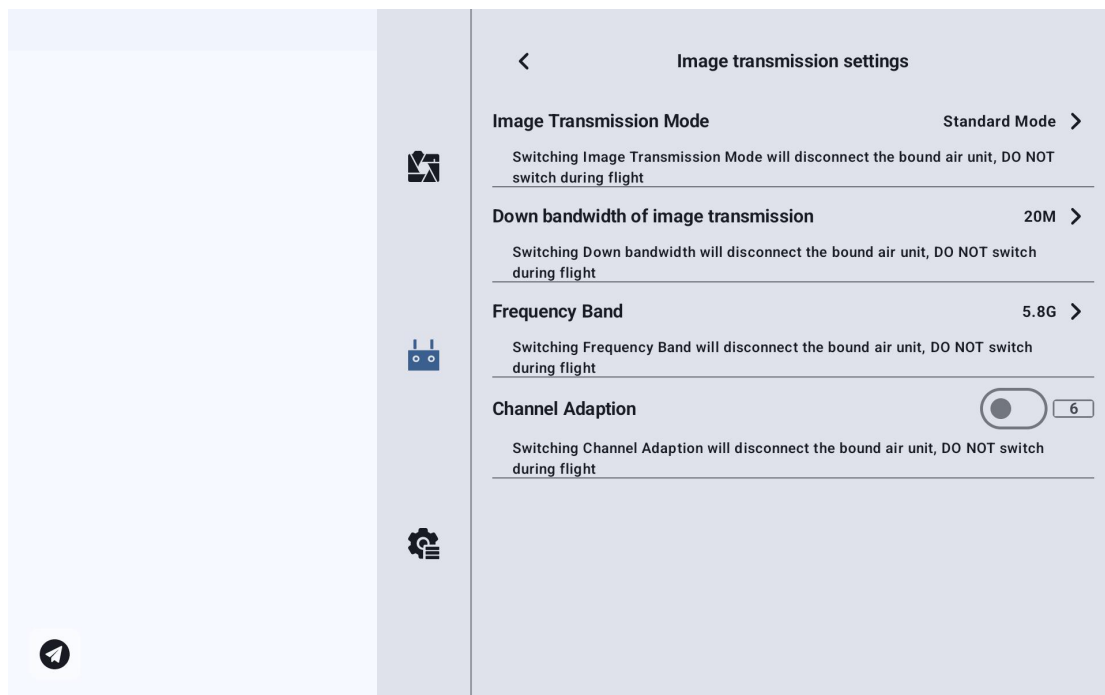 Image transmission settings
Image Transmission Mode
Standard Mode
Switching Image Transmission Mode will disconnect the bound air unit, DO NOT
switch during flight
Down bandwidth of image transmission
20M
Switching Down bandwidth will disconnect the bound air unit, DO NOT switch
during flight
Frequency Band
5.8G
Switching Frequency Band will disconnect the bound air unit, DO NOT switch
during flight
Channel Adaption
6
Switching Channel Adaption will disconnect the bound air unit, DO NOT switch
during flight